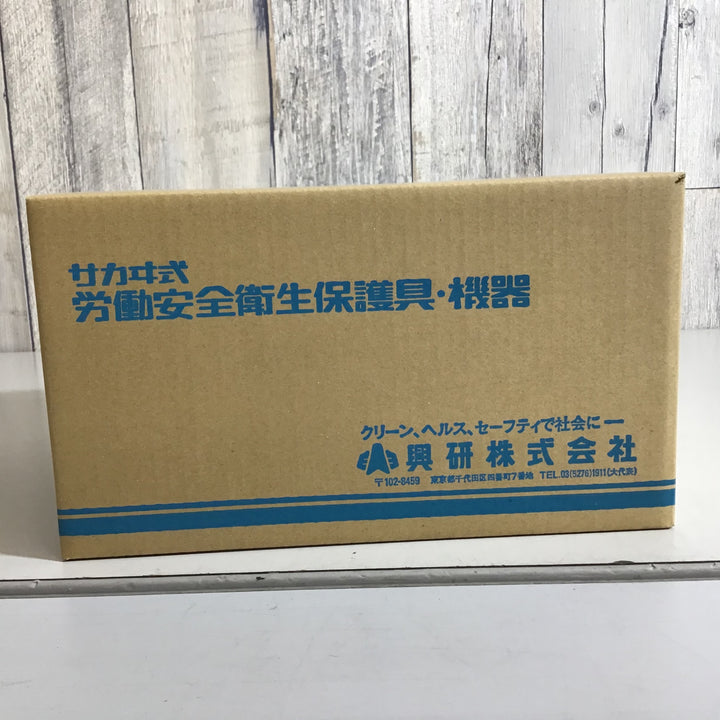 サカヰ式
労働安全衛生保護具・機器
クリーン、ヘルス、セーフティで社会に一
興研株式会社
〒102-8459 東京都千代田区四番町7番地 TEL.03(5276)1911(大代表)